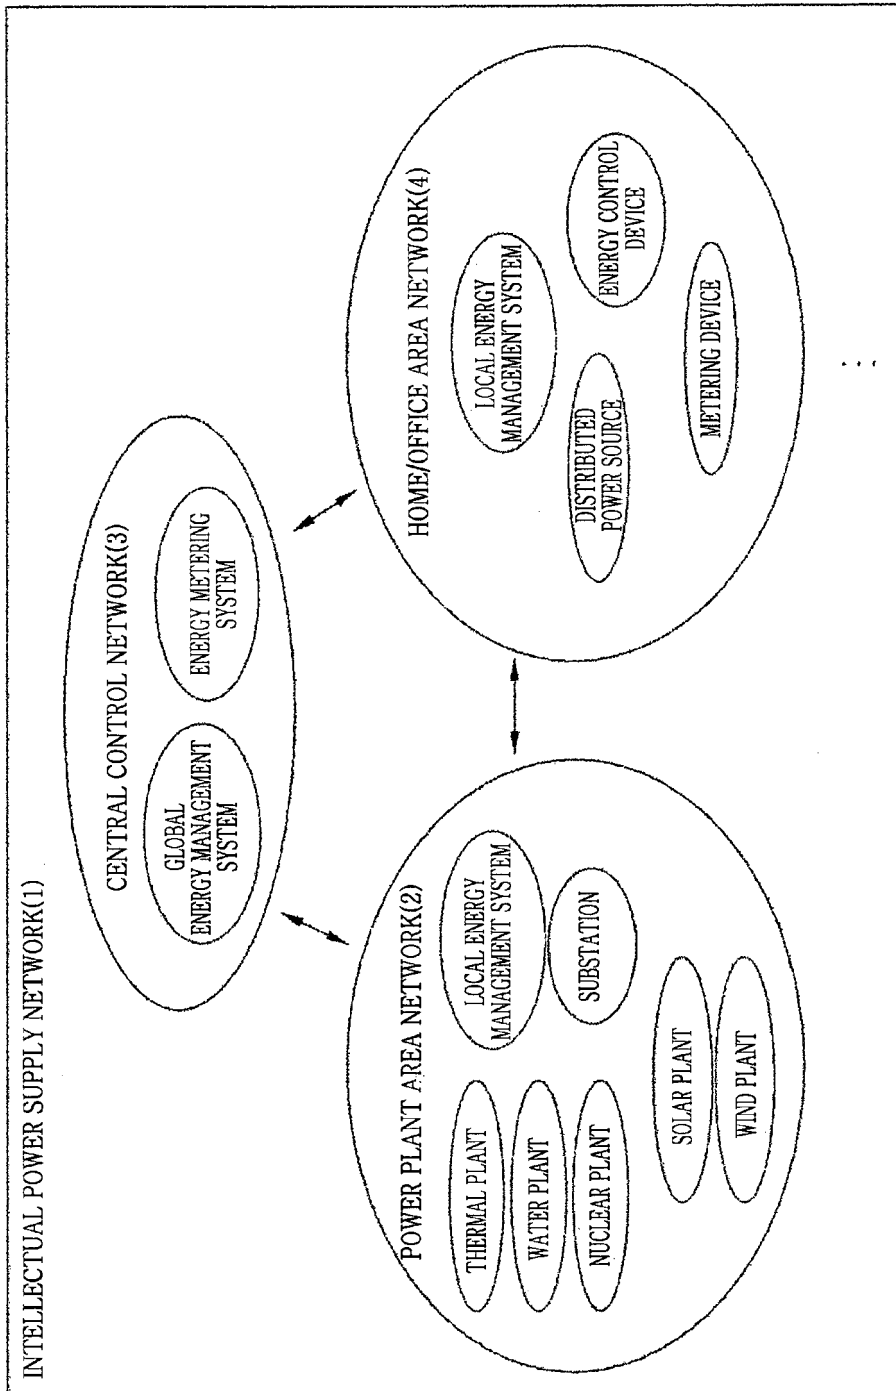 INTELLECTUAL POWER SUPPLY NETWORK(1)
CENTRAL CONTROL NETWORK(3)
GLOBAL
ENERGY MANAGEMENT
SYSTEM
ENERGY METERING
SYSTEM
POWER PLANT AREA NETWORK(2)
THERMAL PLANT
WATER PLANT
NUCLEAR PLANT
LOCAL ENERGY
MANAGEMENT SYSTEM
SUBSTATION
SOLAR PLANT
WIND PLANT
HOME/OFFICE AREA NETWORK(4)
LOCAL ENERGY
MANAGEMENT SYSTEM
DISTRIBUTED
POWER SOURCE
ENERGY CONTROL
DEVICE
METERING DEVICE
...